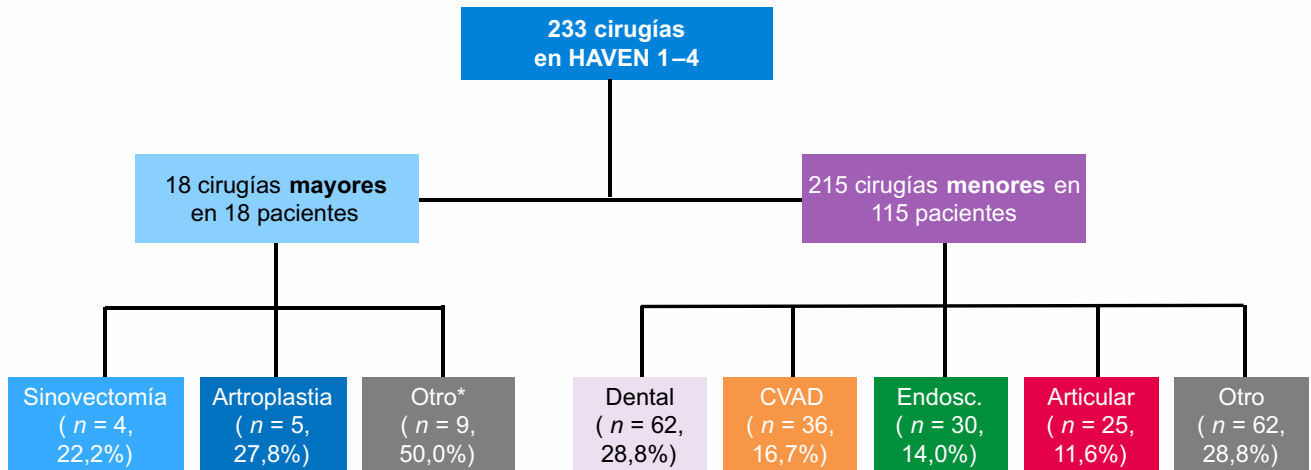 233 cirugías
en HAVEN 1–4
18 cirugías mayores
en 18 pacientes
215 cirugías menores en
115 pacientes
Sinovectomía
( n = 4,
22,2%)
Artroplastia
( n = 5,
27,8%)
Otro*
( n = 9,
50,0%)
Dental
( n = 62,
28,8%)
CVAD
( n = 36,
16,7%)
Endosc.
( n = 30,
14,0%)
Articular
( n = 25,
11,6%)
Otro
( n = 62,
28,8%)